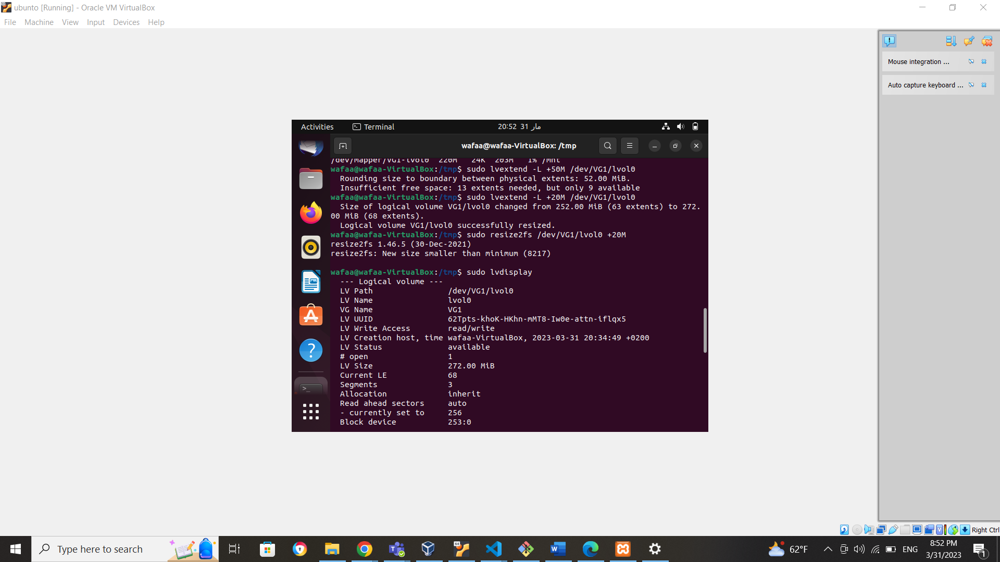 ubunto [Running] - Oracle VM VirtualBox
File Machine View Input Devices Help
Mouse integration ...
Auto capture keyboard ...
Activities Terminal 20:52 31 مار
wafaa@wafaa-VirtualBox: /tmp
/dev/mapper/VG1-lvol0 220M 24K 203M 1% /mnt
wafaa@wafaa-VirtualBox:/tmp$ sudo lvextend -L +50M /dev/VG1/lvol0
Rounding size to boundary between physical extents: 52.00 MiB.
Insufficient free space: 13 extents needed, but only 9 available
wafaa@wafaa-VirtualBox:/tmp$ sudo lvextend -L +20M /dev/VG1/lvol0
Size of logical volume VG1/lvol0 changed from 252.00 MiB (63 extents) to 272.
00 MiB (68 extents).
Logical volume VG1/lvol0 successfully resized.
wafaa@wafaa-VirtualBox:/tmp$ sudo resize2fs /dev/VG1/lvol0 +20M
resize2fs 1.46.5 (30-Dec-2021)
resize2fs: New size smaller than minimum (8217)
wafaa@wafaa-VirtualBox:/tmp$ sudo lvdisplay
--- Logical volume ---
LV Path /dev/VG1/lvol0
LV Name lvol0
VG Name VG1
LV UUID 62Tpts-khoK-HKhn-mMT8-Iw0e-attn-iflqx5
LV Write Access read/write
LV Creation host, time wafaa-VirtualBox, 2023-03-31 20:34:49 +0200
LV Status available
# open 1
LV Size 272.00 MiB
Current LE 68
Segments 3
Allocation inherit
Read ahead sectors auto
- currently set to 256
Block device 253:0
Right Ctrl
Type here to search
62°F
ENG
8:52 PM
3/31/2023
1